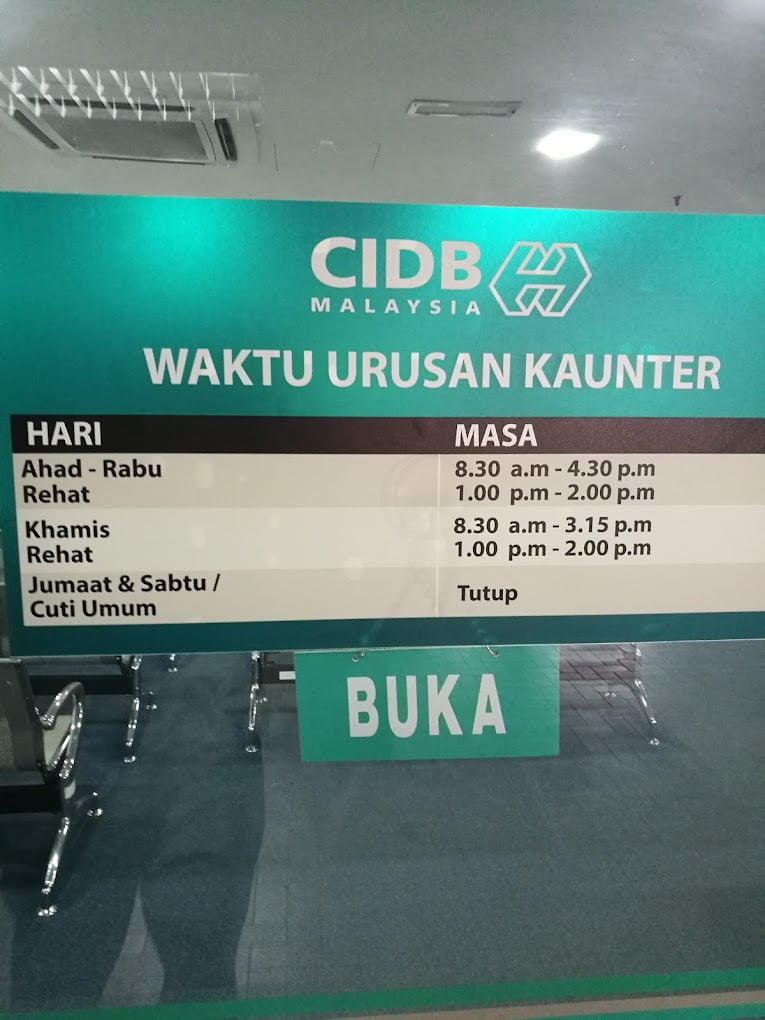 CIDB
MALAYSIA
WAKTU URUSAN KAUNTER
HARI MASA
Ahad - Rabu 8.30 a.m - 4.30 p.m
Rehat 1.00 p.m - 2.00 p.m
Khamis 8.30 a.m - 3.15 p.m
Rehat 1.00 p.m - 2.00 p.m
Jumaat & Sabtu /
Cuti Umum Tutup
BUKA